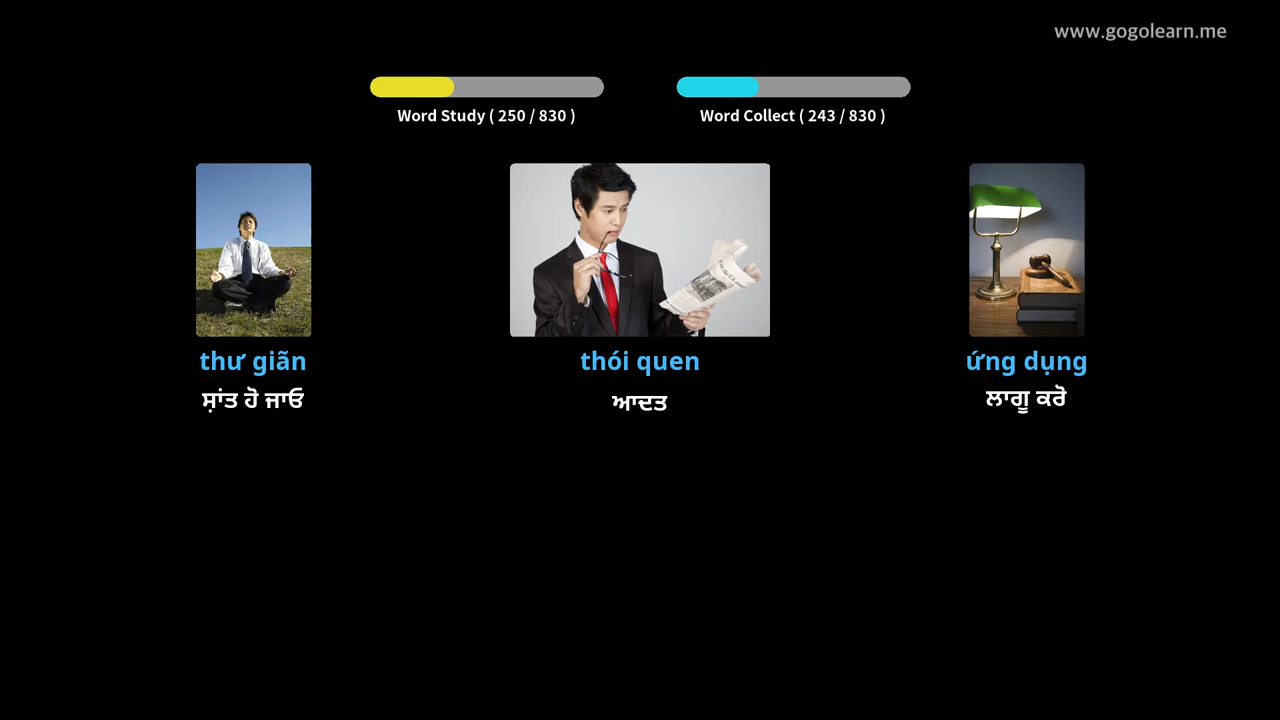 www.gogolearn.me
Word Study ( 250 / 830 )
Word Collect ( 243 / 830 )
thư giãn
thói quen
ứng dụng
ਸ਼ਾਂਤ ਹੋ ਜਾਓ
ਆਦਤ
ਲਾਗੂ ਕਰੋ